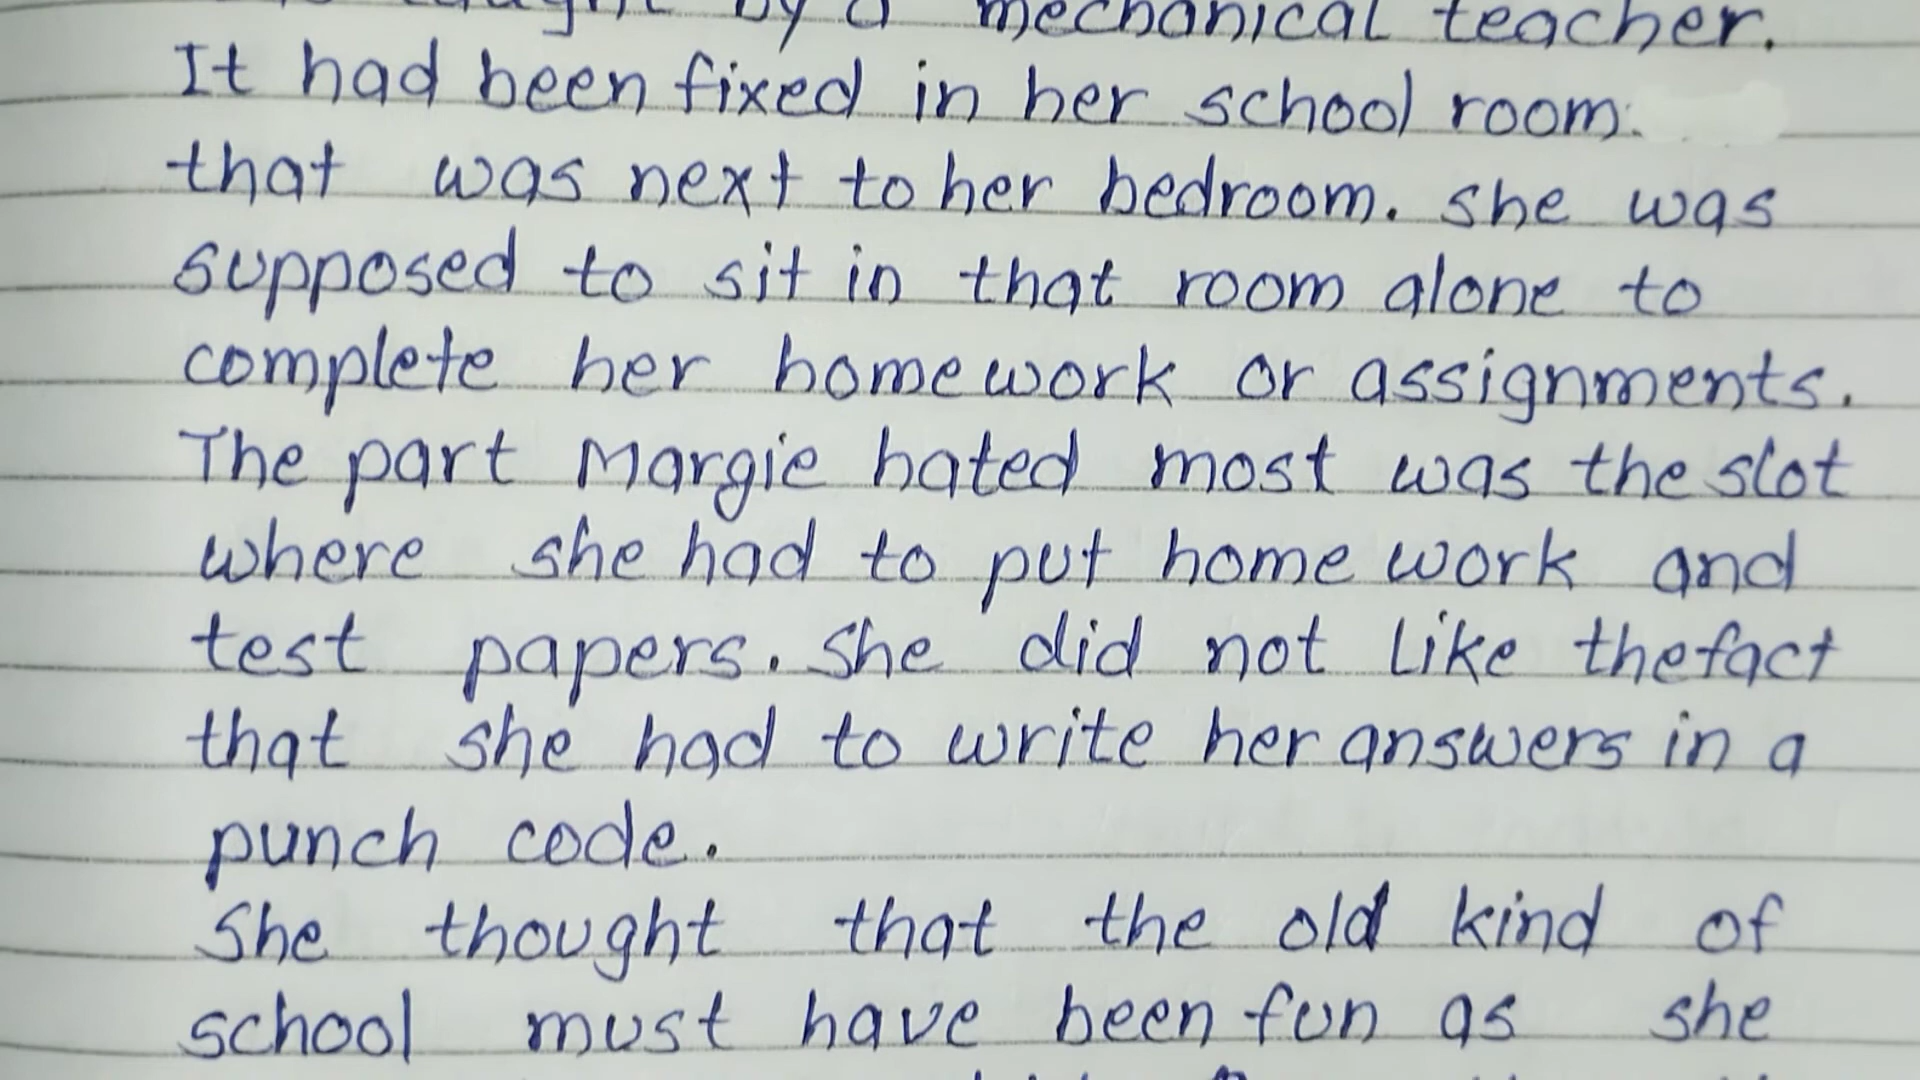 taught by a mechanical teacher.
It had been fixed in her school room.
that was next to her bedroom. she was
supposed to sit in that room alone to
complete her homework or assignments.
The part Margie hated most was the slot
where she had to put home work and
test papers. She did not like thefact
that she had to write her answers in a
punch code.
She thought that the old kind of
school must have been fun as she